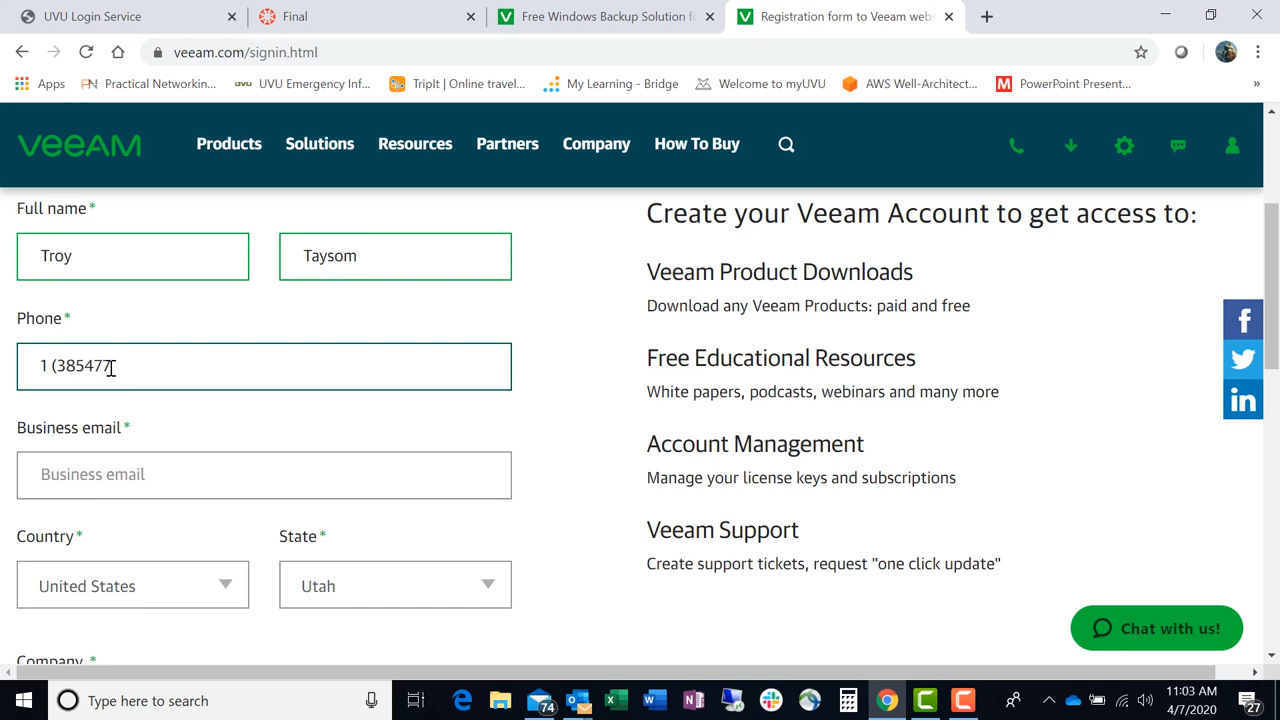 UVU Login Service
Final
Free Windows Backup Solution fo
Registration form to Veeam webs
veeam.com/signin.html
Apps
Practical Networkin...
UVU Emergency Inf...
TripIt | Online travel...
My Learning - Bridge
Welcome to myUVU
AWS Well-Architect...
PowerPoint Present...
»
VEEAM
Products
Solutions
Resources
Partners
Company
How To Buy
Full name *
Troy
Taysom
Phone *
1 (385477
Business email *
Business email
Country *
State *
United States
Utah
Company *
Create your Veeam Account to get access to:
Veeam Product Downloads
Download any Veeam Products: paid and free
Free Educational Resources
White papers, podcasts, webinars and many more
Account Management
Manage your license keys and subscriptions
Veeam Support
Create support tickets, request "one click update"
Chat with us!
Type here to search
74
11:03 AM
4/7/2020
27